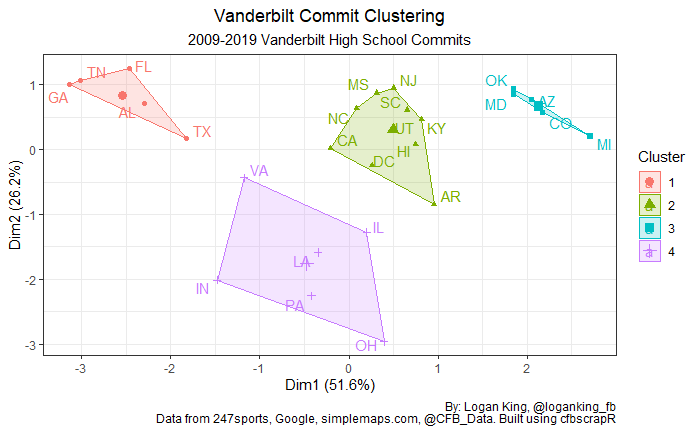 Vanderbilt Commit Clustering
2009-2019 Vanderbilt High School Commits
TN FL
GA
AL
TX
MS NJ
SC
NC
KY
UT
CA
HI
DC
AR
OK
AZ
MD
CO
MI
VA
IL
LA
IN
PA
OH
1
0
-1
-2
-3
Dim2 (26.2%)
-3 -2 -1 0 1 2
Dim1 (51.6%)
Cluster
a 1
a 2
a 3
a 4
By: Logan King, @loganking_fb
Data from 247sports, Google, simplemaps.com, @CFB_Data. Built using cfbscrapR